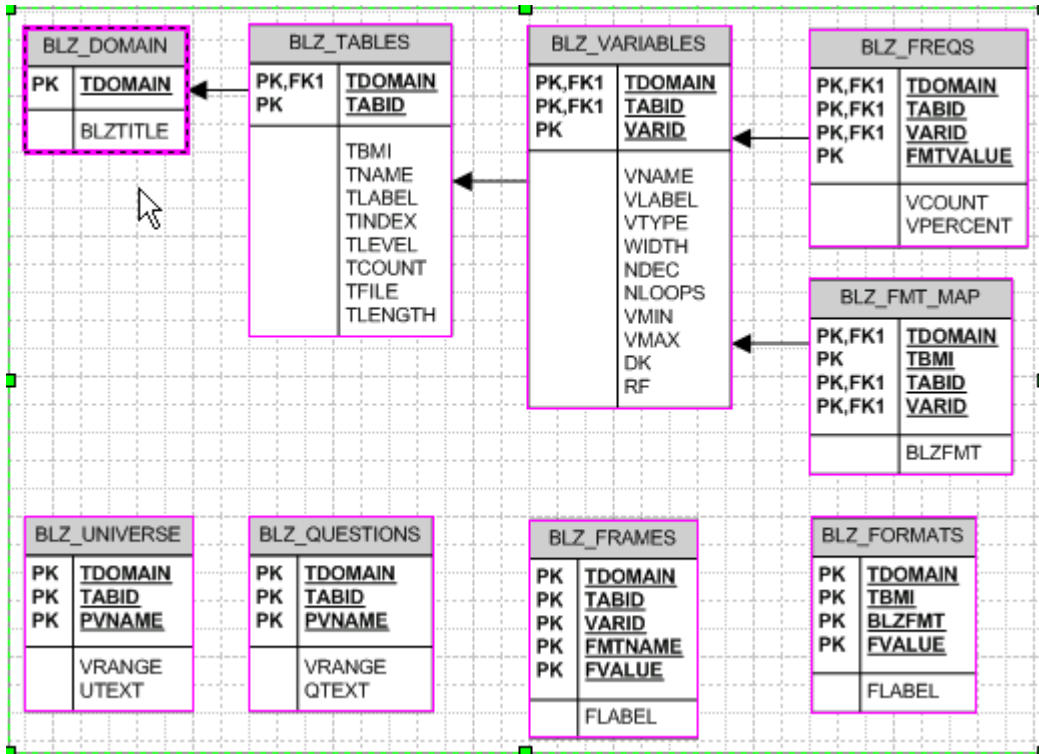 BLZ_DOMAIN
PK TDOMAIN
BLZTITLE
BLZ_TABLES
PK,FK1 TDOMAIN
PK TABID
TBMI
TNAME
TLABEL
TINDEX
TLEVEL
TCOUNT
TFILE
TLENGTH
BLZ_VARIABLES
PK,FK1 TDOMAIN
PK,FK1 TABID
PK VARID
VNAME
VLABEL
VTYPE
WIDTH
NDEC
NLOOPS
VMIN
VMAX
DK
RF
BLZ_FREQS
PK,FK1 TDOMAIN
PK,FK1 TABID
PK,FK1 VARID
PK FMTVALUE
VCOUNT
VPERCENT
BLZ_FMT_MAP
PK,FK1 TDOMAIN
PK TBMI
PK,FK1 TABID
PK,FK1 VARID
BLZFMT
BLZ_UNIVERSE
PK TDOMAIN
PK TABID
PK PVNAME
VRANGE
UTEXT
BLZ_QUESTIONS
PK TDOMAIN
PK TABID
PK PVNAME
VRANGE
QTEXT
BLZ_FRAMES
PK TDOMAIN
PK TABID
PK VARID
PK FMTNAME
PK FVALUE
FLABEL
BLZ_FORMATS
PK TDOMAIN
PK TBMI
PK BLZFMT
PK FVALUE
FLABEL